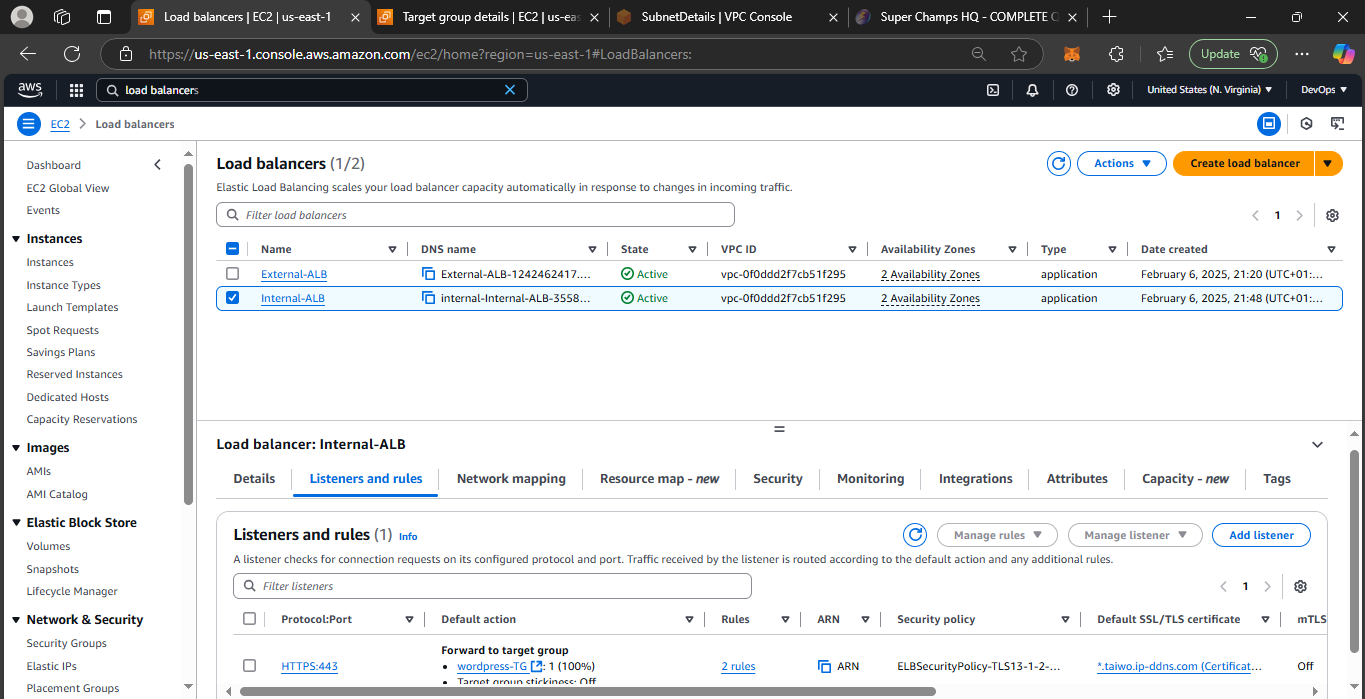 Load balancers | EC2 | us-east-1
Target group details | EC2 | us-eas
SubnetDetails | VPC Console
Super Champs HQ - COMPLETE Q
https://us-east-1.console.aws.amazon.com/ec2/home?region=us-east-1#LoadBalancers:
Update
aws
load balancers
United States (N. Virginia)
DevOps
EC2
Load balancers
Dashboard
EC2 Global View
Events
Instances
Instances
Instance Types
Launch Templates
Spot Requests
Savings Plans
Reserved Instances
Dedicated Hosts
Capacity Reservations
Images
AMIs
AMI Catalog
Elastic Block Store
Volumes
Snapshots
Lifecycle Manager
Network & Security
Security Groups
Elastic IPs
Placement Groups
Load balancers (1/2)
Actions
Create load balancer
Elastic Load Balancing scales your load balancer capacity automatically in response to changes in incoming traffic.
Filter load balancers
1
Name DNS name State VPC ID Availability Zones Type Date created
External-ALB External-ALB-1242462417.... Active vpc-0f0ddd2f7cb51f295 2 Availability Zones application February 6, 2025, 21:20 (UTC+01:...
Internal-ALB internal-Internal-ALB-3558... Active vpc-0f0ddd2f7cb51f295 2 Availability Zones application February 6, 2025, 21:48 (UTC+01:...
Load balancer: Internal-ALB
Details Listeners and rules Network mapping Resource map - new Security Monitoring Integrations Attributes Capacity - new Tags
Listeners and rules (1) Info
Manage rules
Manage listener
Add listener
A listener checks for connection requests on its configured protocol and port. Traffic received by the listener is routed according to the default action and any additional rules.
Filter listeners
1
Protocol:Port Default action Rules ARN Security policy Default SSL/TLS certificate mTLS
Forward to target group
HTTPS:443 • wordpress-TG : 1 (100%) 2 rules ARN ELBSecurityPolicy-TLS13-1-2-... *.taiwo.ip-ddns.com (Certificat... Off
• Target group stickiness: Off